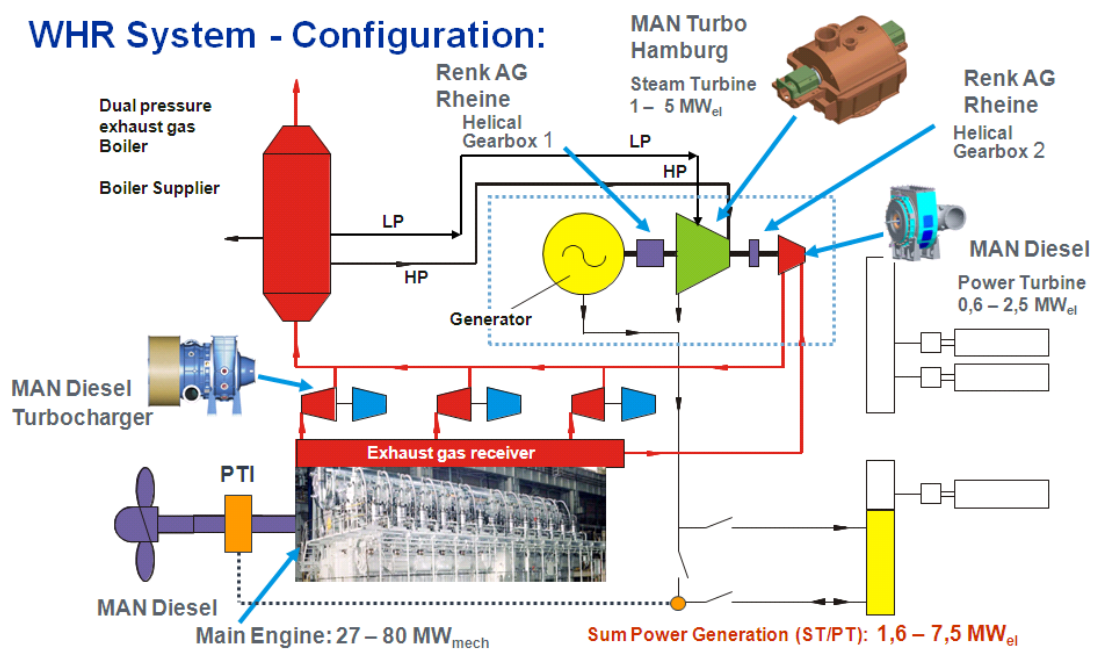 WHR System - Configuration:
MAN Turbo
Hamburg
Steam Turbine
1 – 5 MWel
Renk AG
Rheine
Helical
Gearbox 1
Renk AG
Rheine
Helical
Gearbox 2
Dual pressure
exhaust gas
Boiler
Boiler Supplier
LP
HP
LP
HP
MAN Diesel
Power Turbine
0,6 – 2,5 MWel
Generator
MAN Diesel
Turbocharger
Exhaust gas receiver
PTI
MAN Diesel
Main Engine: 27 – 80 MWmech
Sum Power Generation (ST/PT): 1,6 – 7,5 MWel